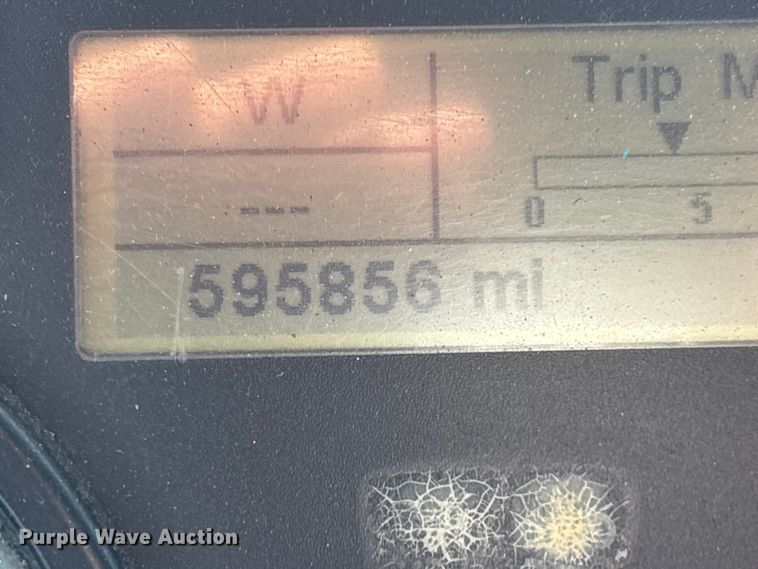 W
Trip M
---
0 5
595856 mi
Purple Wave Auction